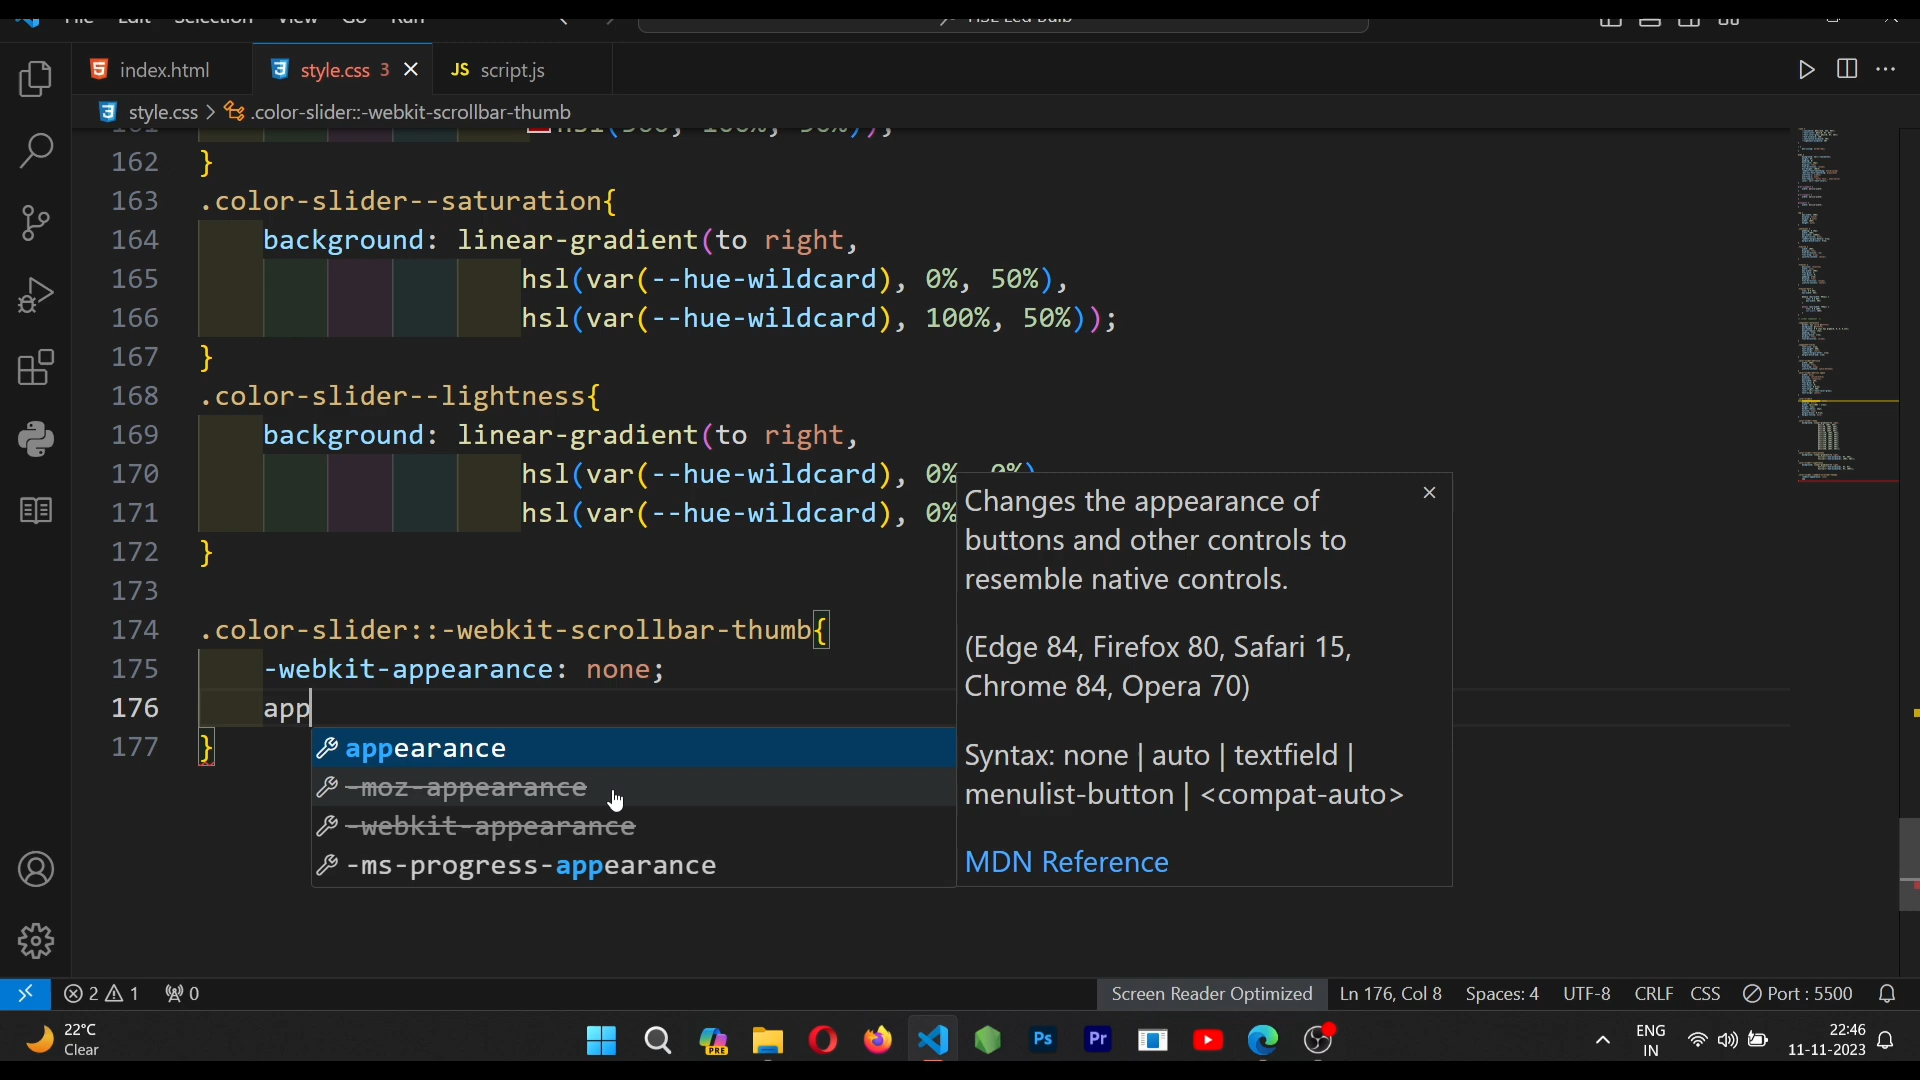 index.html
style.css 3
JS script.js
style.css > .color-slider::-webkit-scrollbar-thumb
162 }
163 .color-slider--saturation{
164 background: linear-gradient(to right,
165 hsl(var(--hue-wildcard), 0%, 50%),
166 hsl(var(--hue-wildcard), 100%, 50%));
167 }
168 .color-slider--lightness{
169 background: linear-gradient(to right,
170 hsl(var(--hue-wildcard), 0%
171 hsl(var(--hue-wildcard), 0%
172 }
173
174 .color-slider::-webkit-scrollbar-thumb{
175 -webkit-appearance: none;
176 app
177 }
appearance
-moz-appearance
-webkit-appearance
-ms-progress-appearance
Changes the appearance of
buttons and other controls to
resemble native controls.
(Edge 84, Firefox 80, Safari 15,
Chrome 84, Opera 70)
Syntax: none | auto | textfield |
menulist-button | <compat-auto>
MDN Reference
2 1 0
Screen Reader Optimized
Ln 176, Col 8
Spaces: 4
UTF-8
CRLF
CSS
Port : 5500
22°C
Clear
PRE
Ps
Pr
ENG
IN
22:46
11-11-2023